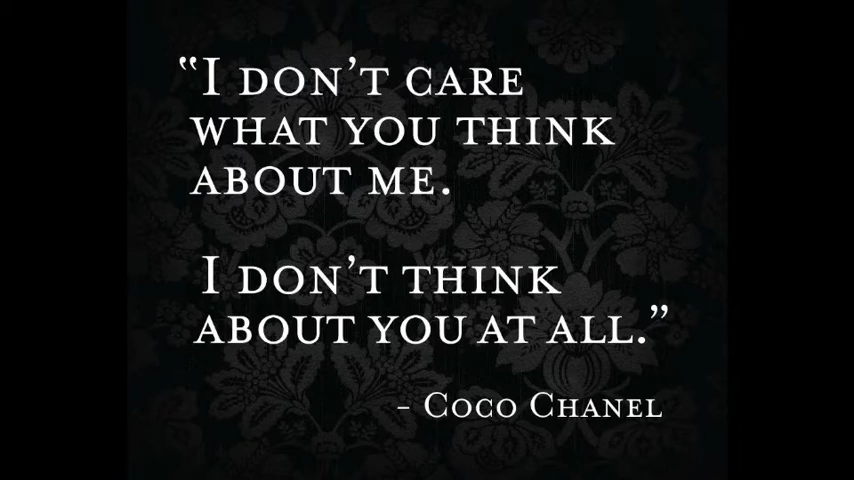 “I DON’T CARE
WHAT YOU THINK
ABOUT ME.
I DON’T THINK
ABOUT YOU AT ALL.”
– COCO CHANEL